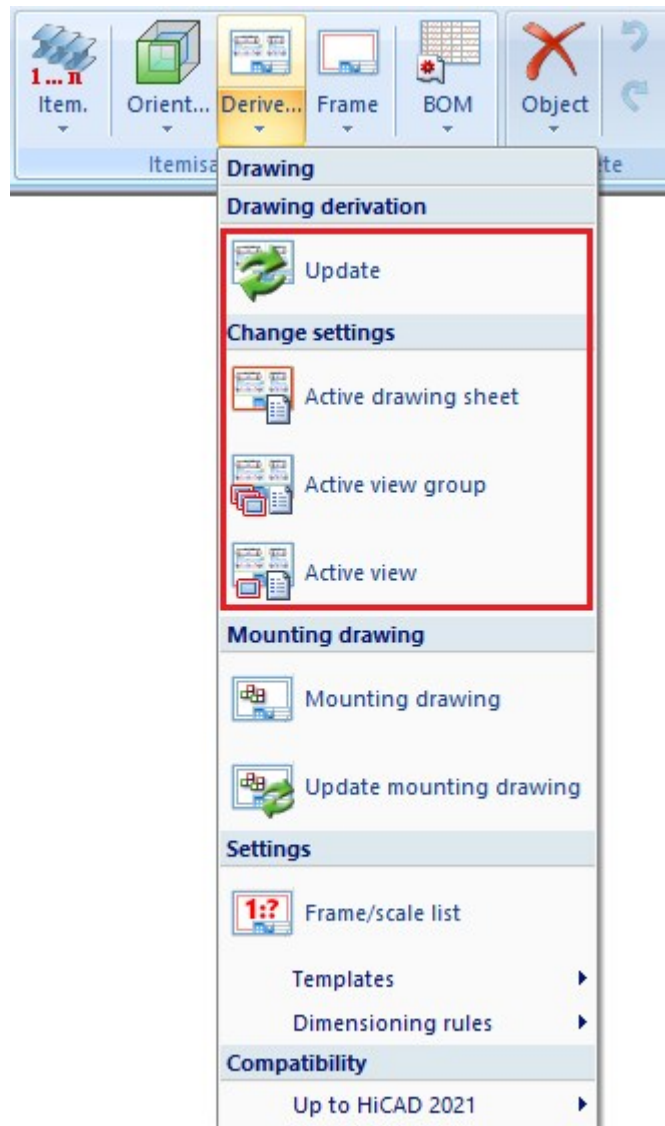 1... n
Item.
Orient...
Derive...
Frame
BOM
Object
Itemisa
te
Drawing
Drawing derivation
Update
Change settings
Active drawing sheet
Active view group
Active view
Mounting drawing
Mounting drawing
Update mounting drawing
Settings
1:?
Frame/scale list
Templates
Dimensioning rules
Compatibility
Up to HiCAD 2021